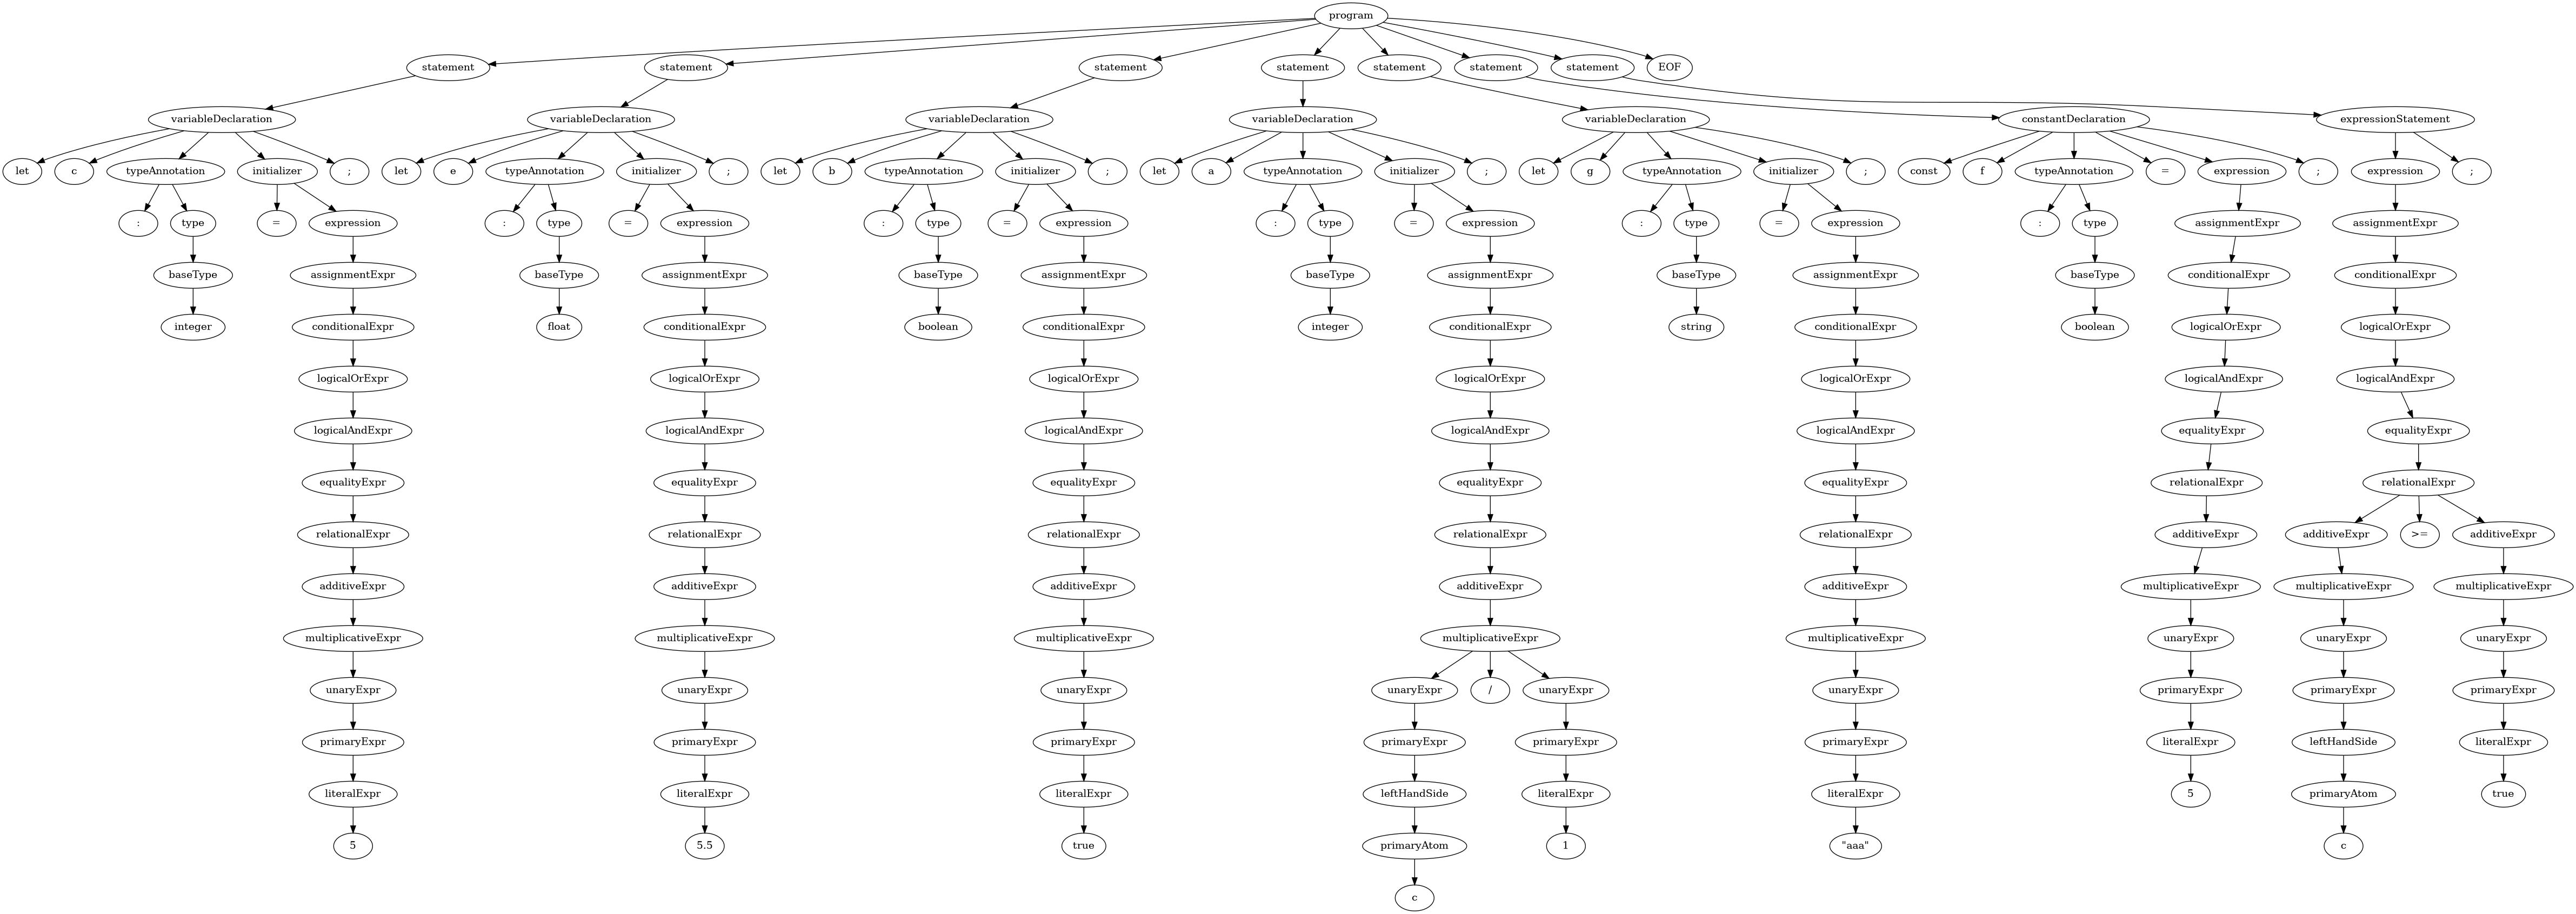 program
statement statement statement statement statement statement statement EOF
variableDeclaration variableDeclaration variableDeclaration variableDeclaration variableDeclaration constantDeclaration expressionStatement
let c typeAnnotation initializer ; let e typeAnnotation initializer ; let b typeAnnotation initializer ; let a typeAnnotation initializer ; let g typeAnnotation initializer ; const f typeAnnotation = expression ; expression ;
: type = expression : type = expression : type = expression : type = expression : type = expression : type assignmentExpr assignmentExpr
baseType assignmentExpr baseType assignmentExpr baseType assignmentExpr baseType assignmentExpr baseType assignmentExpr baseType conditionalExpr conditionalExpr
integer conditionalExpr float conditionalExpr boolean conditionalExpr integer conditionalExpr string conditionalExpr boolean logicalOrExpr logicalOrExpr
logicalOrExpr logicalOrExpr logicalOrExpr logicalOrExpr logicalOrExpr logicalAndExpr logicalAndExpr
logicalAndExpr logicalAndExpr logicalAndExpr logicalAndExpr logicalAndExpr equalityExpr equalityExpr
equalityExpr equalityExpr equalityExpr equalityExpr equalityExpr relationalExpr relationalExpr
relationalExpr relationalExpr relationalExpr relationalExpr relationalExpr additiveExpr additiveExpr >= additiveExpr
additiveExpr additiveExpr additiveExpr additiveExpr additiveExpr multiplicativeExpr multiplicativeExpr multiplicativeExpr
multiplicativeExpr multiplicativeExpr multiplicativeExpr multiplicativeExpr multiplicativeExpr unaryExpr unaryExpr unaryExpr
unaryExpr unaryExpr unaryExpr unaryExpr / unaryExpr unaryExpr primaryExpr primaryExpr primaryExpr
primaryExpr primaryExpr primaryExpr primaryExpr primaryExpr primaryExpr literalExpr leftHandSide literalExpr
literalExpr literalExpr literalExpr leftHandSide literalExpr literalExpr 5 primaryAtom true
5 5.5 true primaryAtom 1 "aaa" c
c